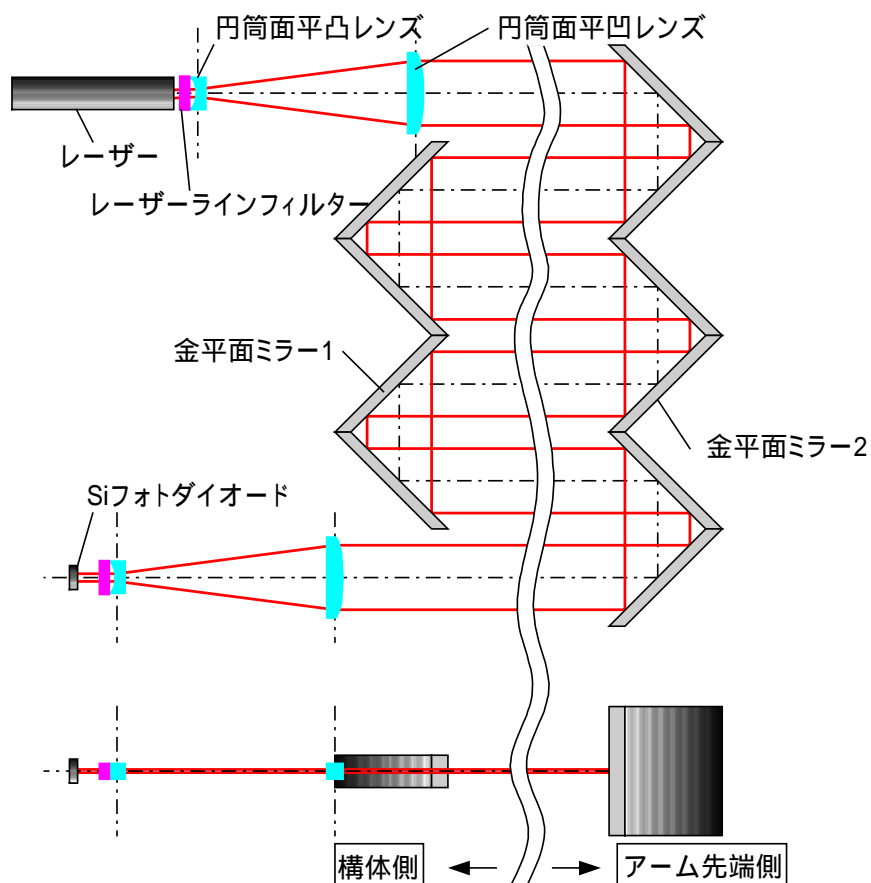 円筒面平凸レンズ
円筒面平凹レンズ
レーザー
レーザーラインフィルター
金平面ミラー1
金平面ミラー2
Siフォトダイオード
構体側
アーム先端側